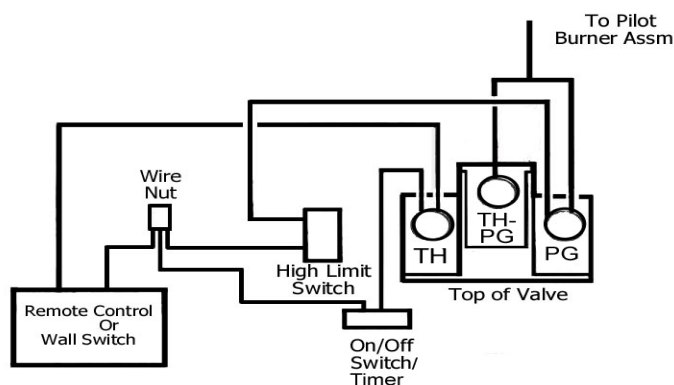 To Pilot
Burner Assm
Wire
Nut
TH-
PG
TH
PG
High Limit
Switch
Top of Valve
Remote Control
Or
Wall Switch
On/Off
Switch/
Timer